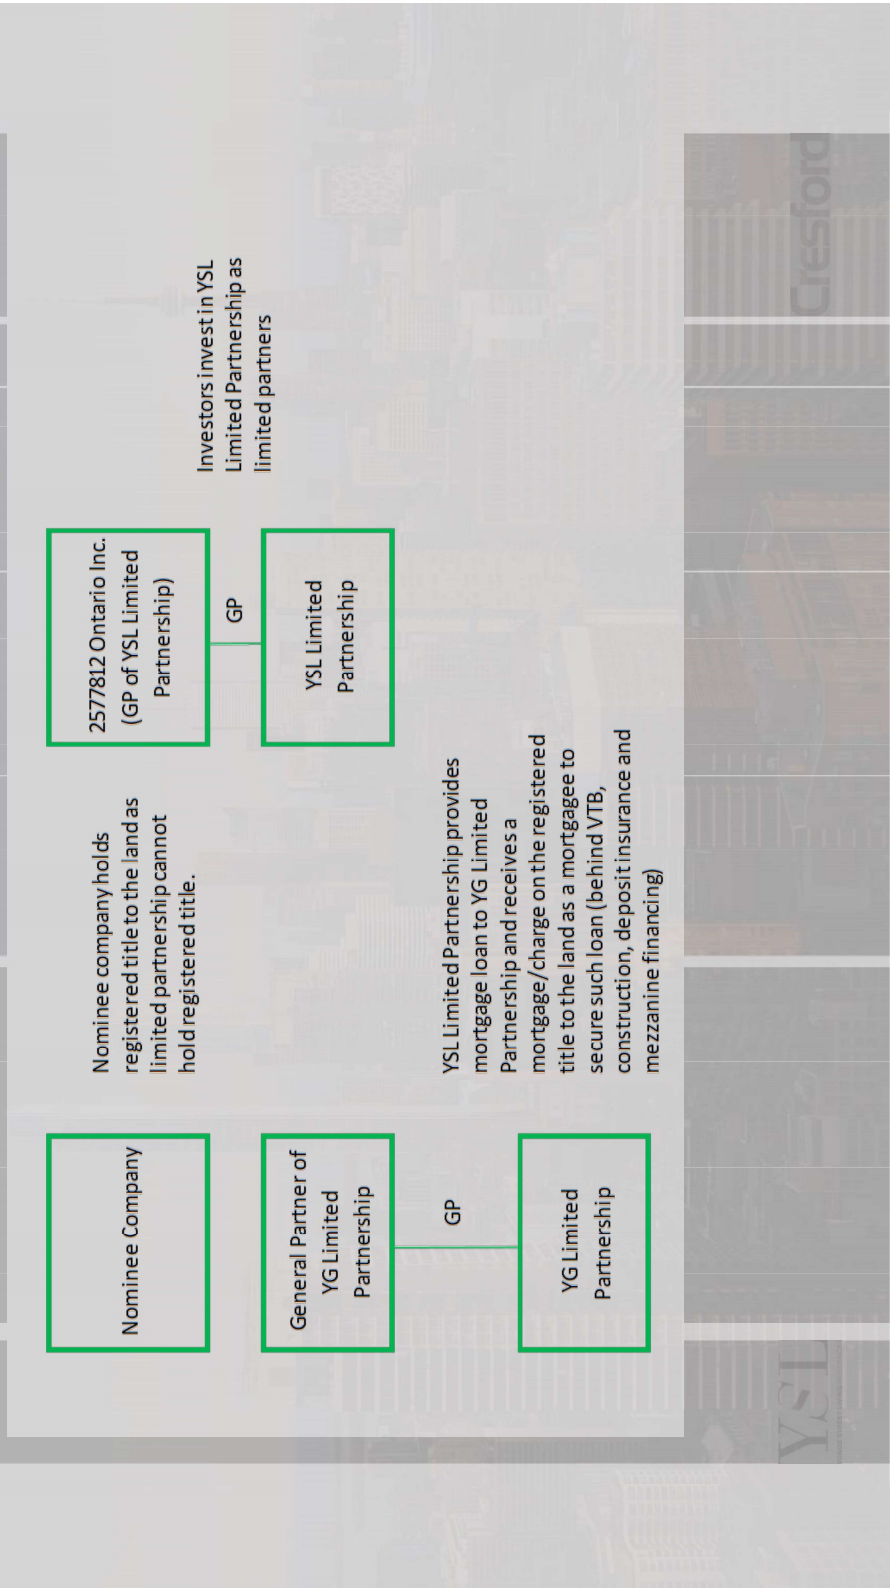 Nominee Company
Nominee company holds
registered title to the land as
limited partnership cannot
hold registered title.
2577812 Ontario Inc.
(GP of YSL Limited
Partnership)
GP
Investors invest in YSL
Limited Partnership as
limited partners
General Partner of
YG Limited
Partnership
YSL Limited
Partnership
GP
YSL Limited Partnership provides
mortgage loan to YG Limited
Partnership and receives a
mortgage/charge on the registered
title to the land as a mortgagee to
secure such loan (behind VTB,
construction, deposit insurance and
mezzanine financing)
YG Limited
Partnership
YSL
Cresford